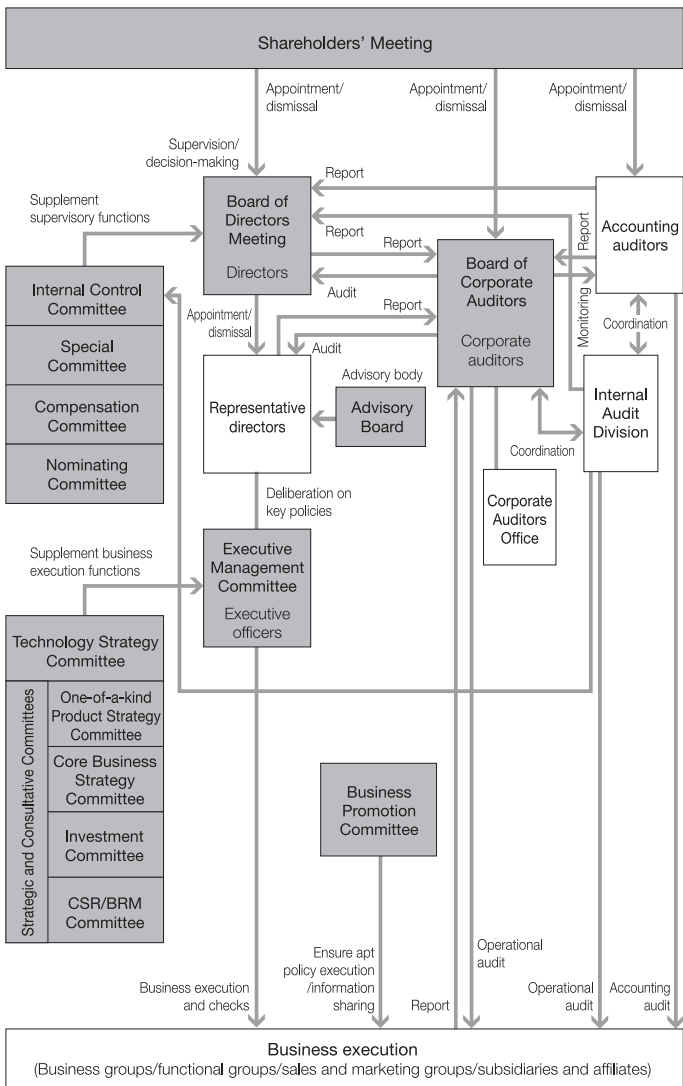 Shareholders' Meeting
Appointment/
dismissal
Appointment/
dismissal
Appointment/
dismissal
Supervision/
decision-making
Supplement
supervisory functions
Board of
Directors
Meeting
Directors
Report
Report
Report
Audit
Board of
Corporate
Auditors
Corporate
auditors
Accounting
auditors
Report
Monitoring
Coordination
Internal Control
Committee
Special
Committee
Compensation
Committee
Nominating
Committee
Appointment/
dismissal
Report
Audit
Representative
directors
Advisory body
Advisory
Board
Internal
Audit
Division
Coordination
Corporate
Auditors
Office
Deliberation on
key policies
Supplement business
execution functions
Executive
Management
Committee
Executive
officers
Technology Strategy
Committee
Strategic and Consultative Committees
One-of-a-kind
Product Strategy
Committee
Core Business
Strategy
Committee
Investment
Committee
CSR/BRM
Committee
Business
Promotion
Committee
Business execution
and checks
Ensure apt
policy execution
/information
sharing
Report
Operational
audit
Operational
audit
Accounting
audit
Business execution
(Business groups/functional groups/sales and marketing groups/subsidiaries and affiliates)